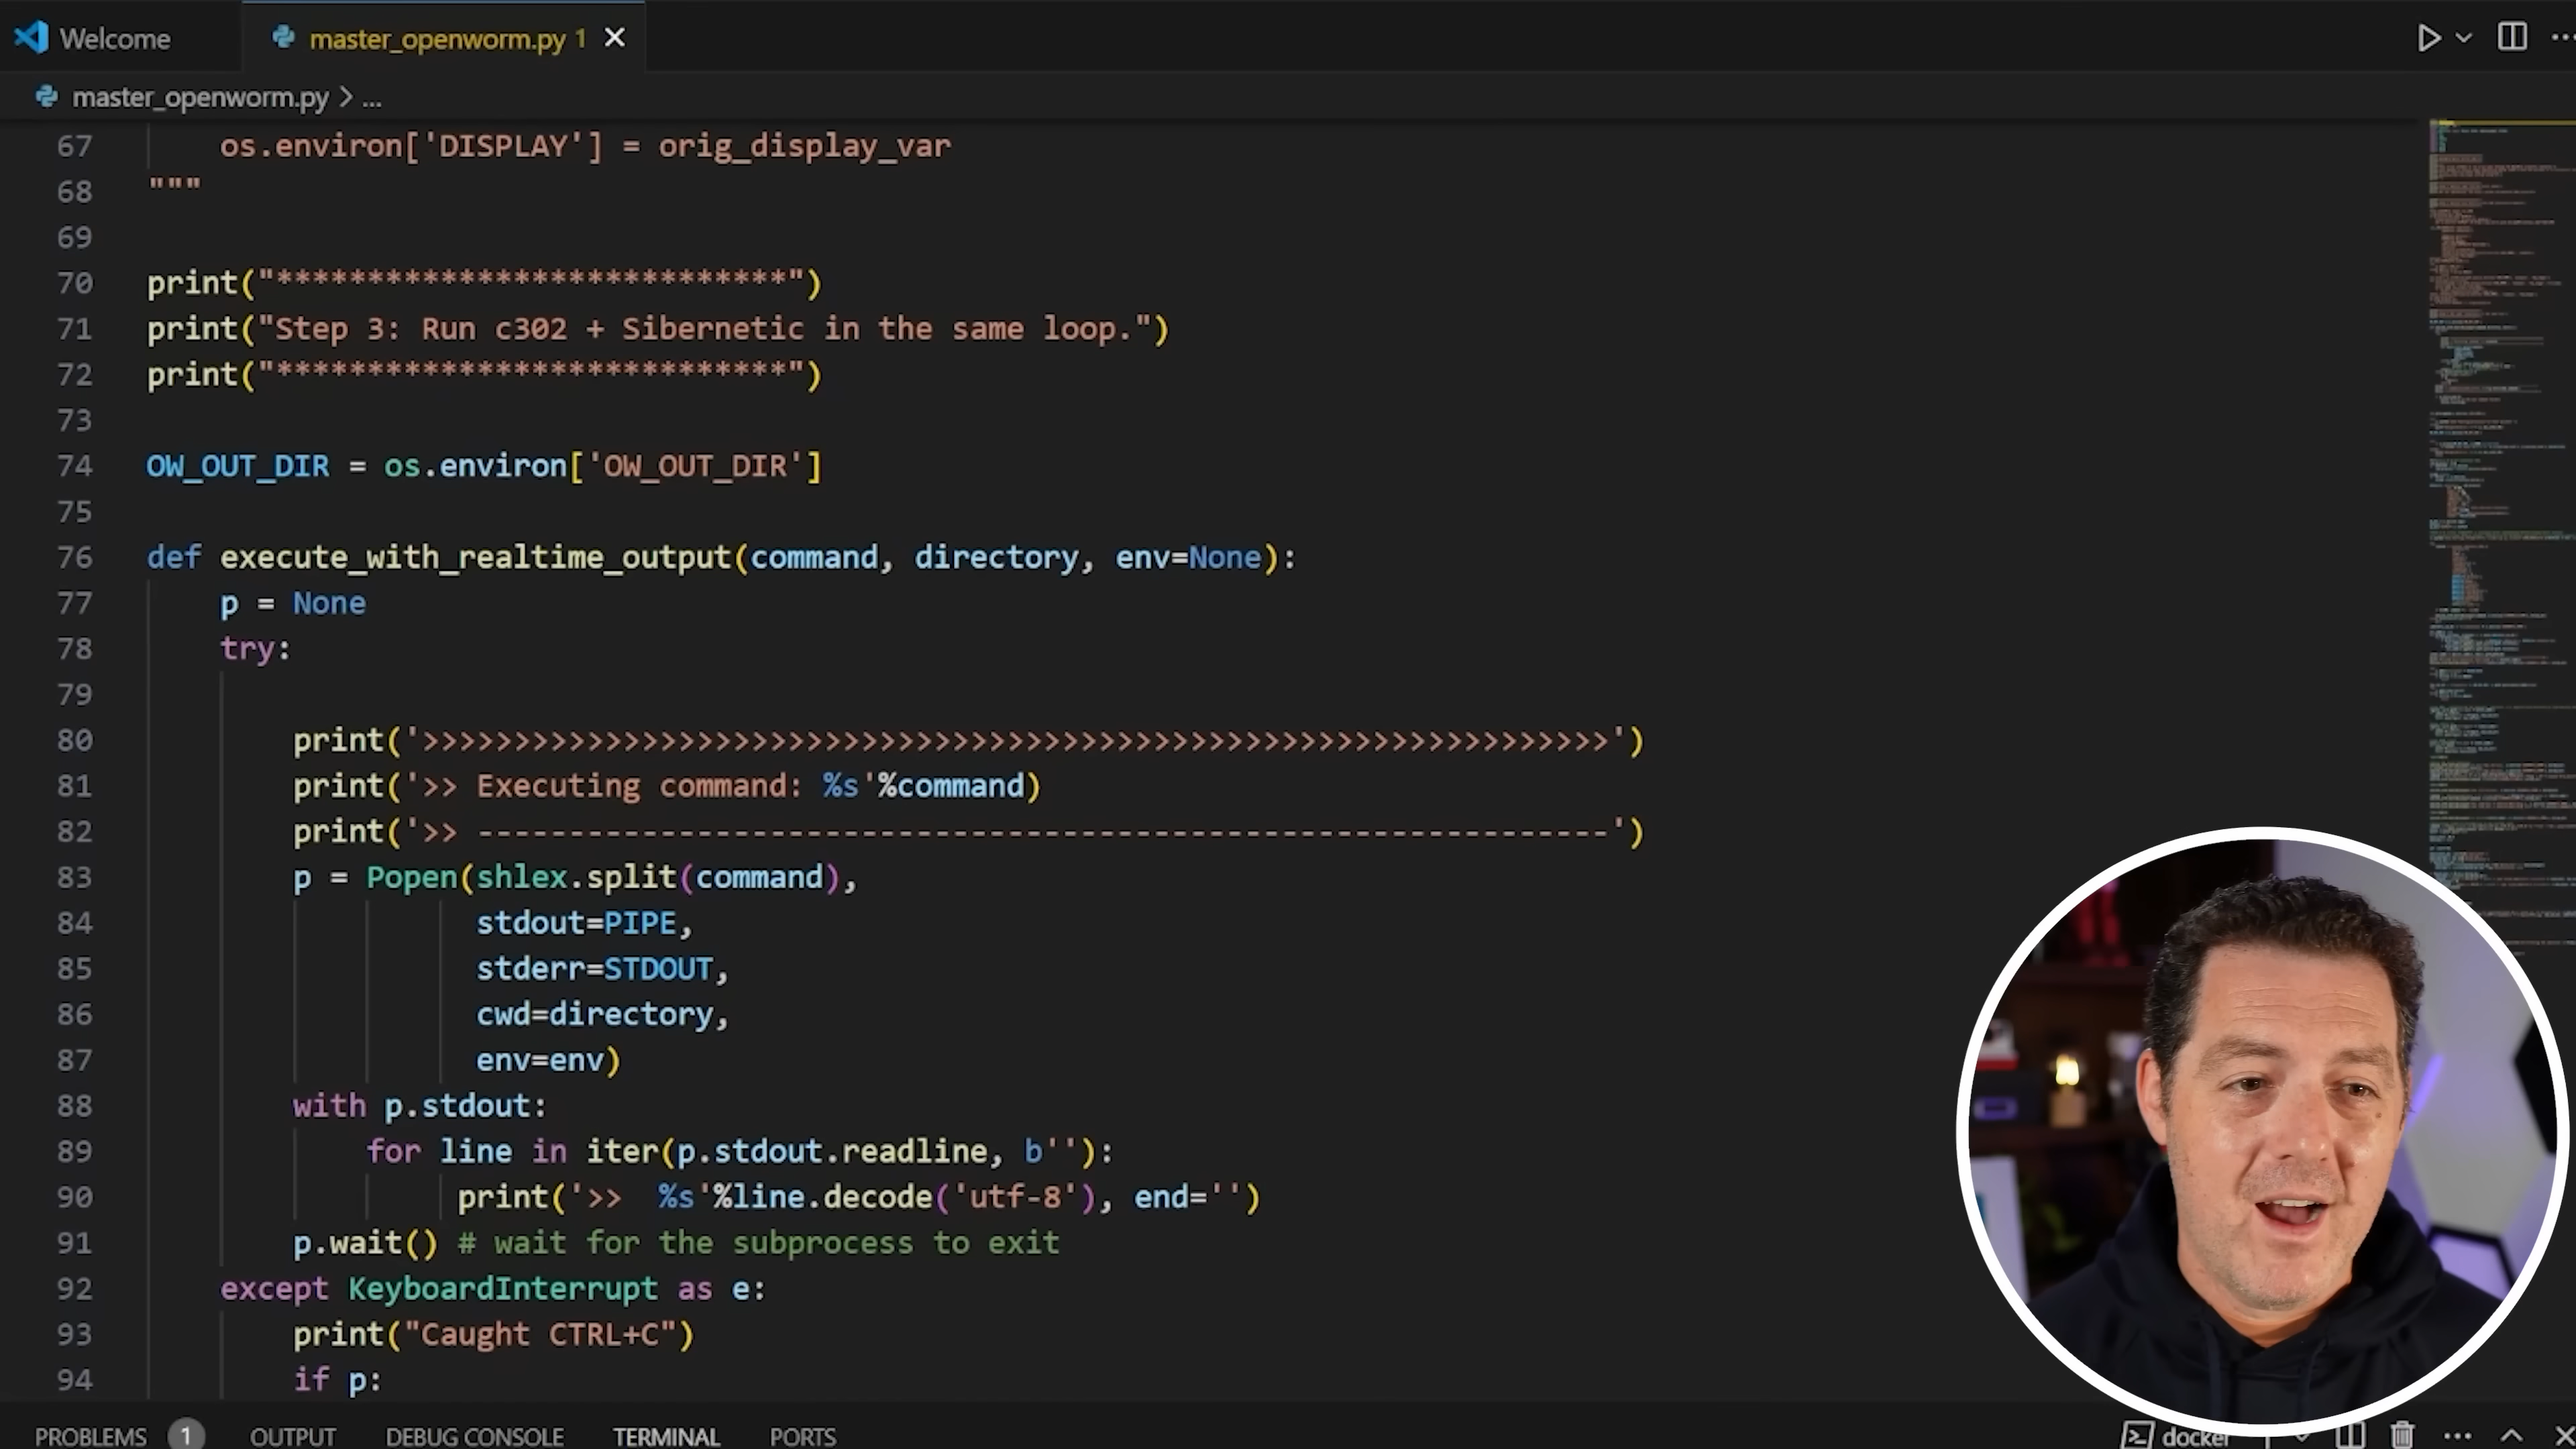 Welcome
master_openworm.py 1
master_openworm.py > ...
67 os.environ['DISPLAY'] = orig_display_var
68 """
69
70 print("****************************")
71 print("Step 3: Run c302 + Sibernetic in the same loop.")
72 print("****************************")
73
74 OW_OUT_DIR = os.environ['OW_OUT_DIR']
75
76 def execute_with_realtime_output(command, directory, env=None):
77 p = None
78 try:
79
80 print('>>>>>>>>>>>>>>>>>>>>>>>>>>>>>>>>>>>>>>>>>>>>>>>>>>>>>>>>>>>>>>>>>')
81 print('>> Executing command: %s'%command)
82 print('>> --------------------------------------------------------------')
83 p = Popen(shlex.split(command),
84 stdout=PIPE,
85 stderr=STDOUT,
86 cwd=directory,
87 env=env)
88 with p.stdout:
89 for line in iter(p.stdout.readline, b''):
90 print('>>  %s'%line.decode('utf-8'), end='')
91 p.wait() # wait for the subprocess to exit
92 except KeyboardInterrupt as e:
93 print("Caught CTRL+C")
94 if p:
PROBLEMS 1 OUTPUT DEBUG CONSOLE TERMINAL PORTS docker